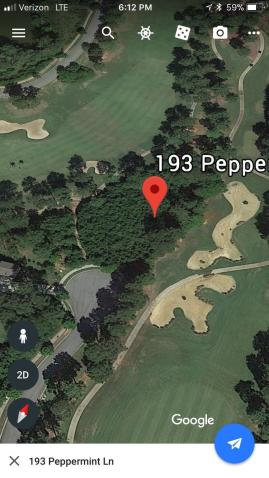 Verizon LTE 6:12 PM 59%
193 Peppe
2D
Google
193 Peppermint Ln